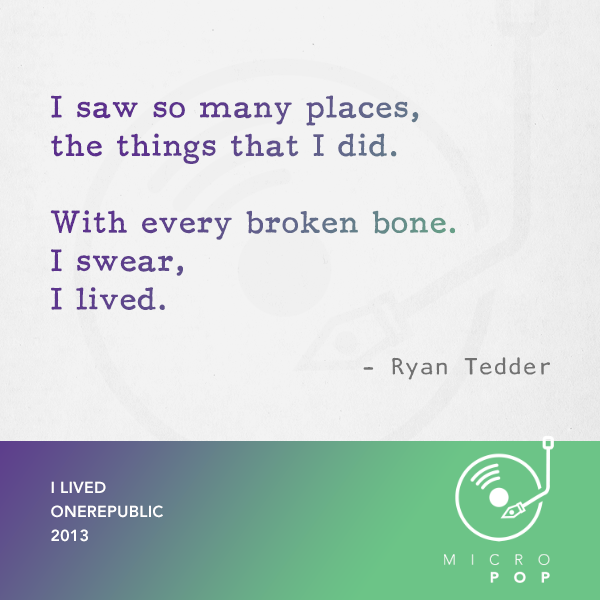 I saw so many places,
the things that I did.
With every broken bone.
I swear,
I lived.
– Ryan Tedder
I LIVED
ONEREPUBLIC
2013
MICRO
POP